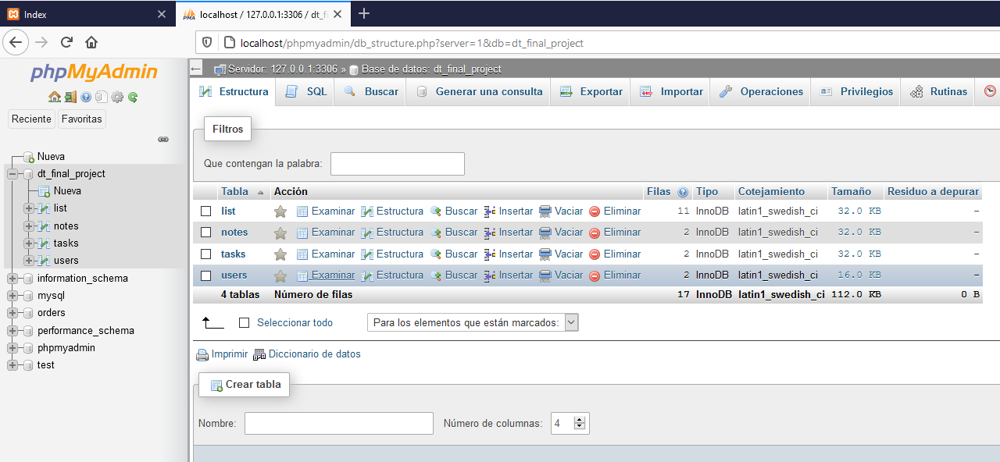 Index
localhost / 127.0.0.1:3306 / dt_fi
localhost/phpmyadmin/db_structure.php?server=1&db=dt_final_project
phpMyAdmin
Reciente Favoritas
Nueva
dt_final_project
Nueva
list
notes
tasks
users
information_schema
mysql
orders
performance_schema
phpmyadmin
test
Servidor: 127.0.0.1:3306 » Base de datos: dt_final_project
Estructura SQL Buscar Generar una consulta Exportar Importar Operaciones Privilegios Rutinas
Filtros
Que contengan la palabra:
Tabla Acción Filas Tipo Cotejamiento Tamaño Residuo a depurar
list Examinar Estructura Buscar Insertar Vaciar Eliminar 11 InnoDB latin1_swedish_ci 32.0 KB –
notes Examinar Estructura Buscar Insertar Vaciar Eliminar 2 InnoDB latin1_swedish_ci 32.0 KB –
tasks Examinar Estructura Buscar Insertar Vaciar Eliminar 2 InnoDB latin1_swedish_ci 32.0 KB –
users Examinar Estructura Buscar Insertar Vaciar Eliminar 2 InnoDB latin1_swedish_ci 16.0 KB –
4 tablas Número de filas 17 InnoDB latin1_swedish_ci 112.0 KB 0 B
Seleccionar todo Para los elementos que están marcados:
Imprimir Diccionario de datos
Crear tabla
Nombre: Número de columnas: 4